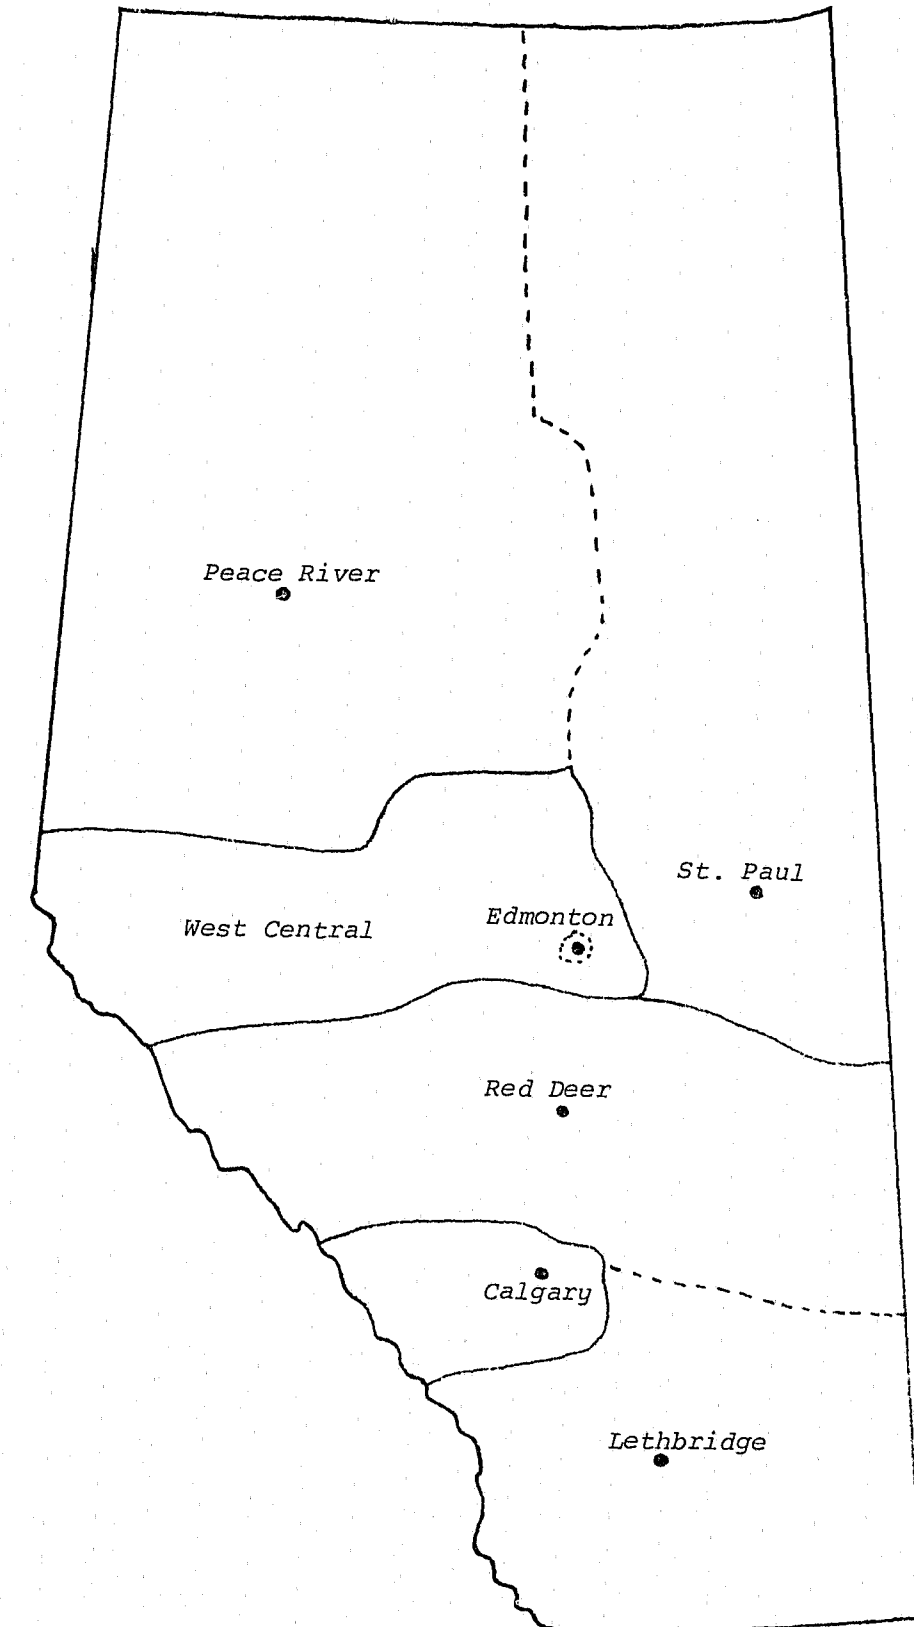 Peace River
St. Paul
Edmonton
West Central
Red Deer
Calgary
Lethbridge